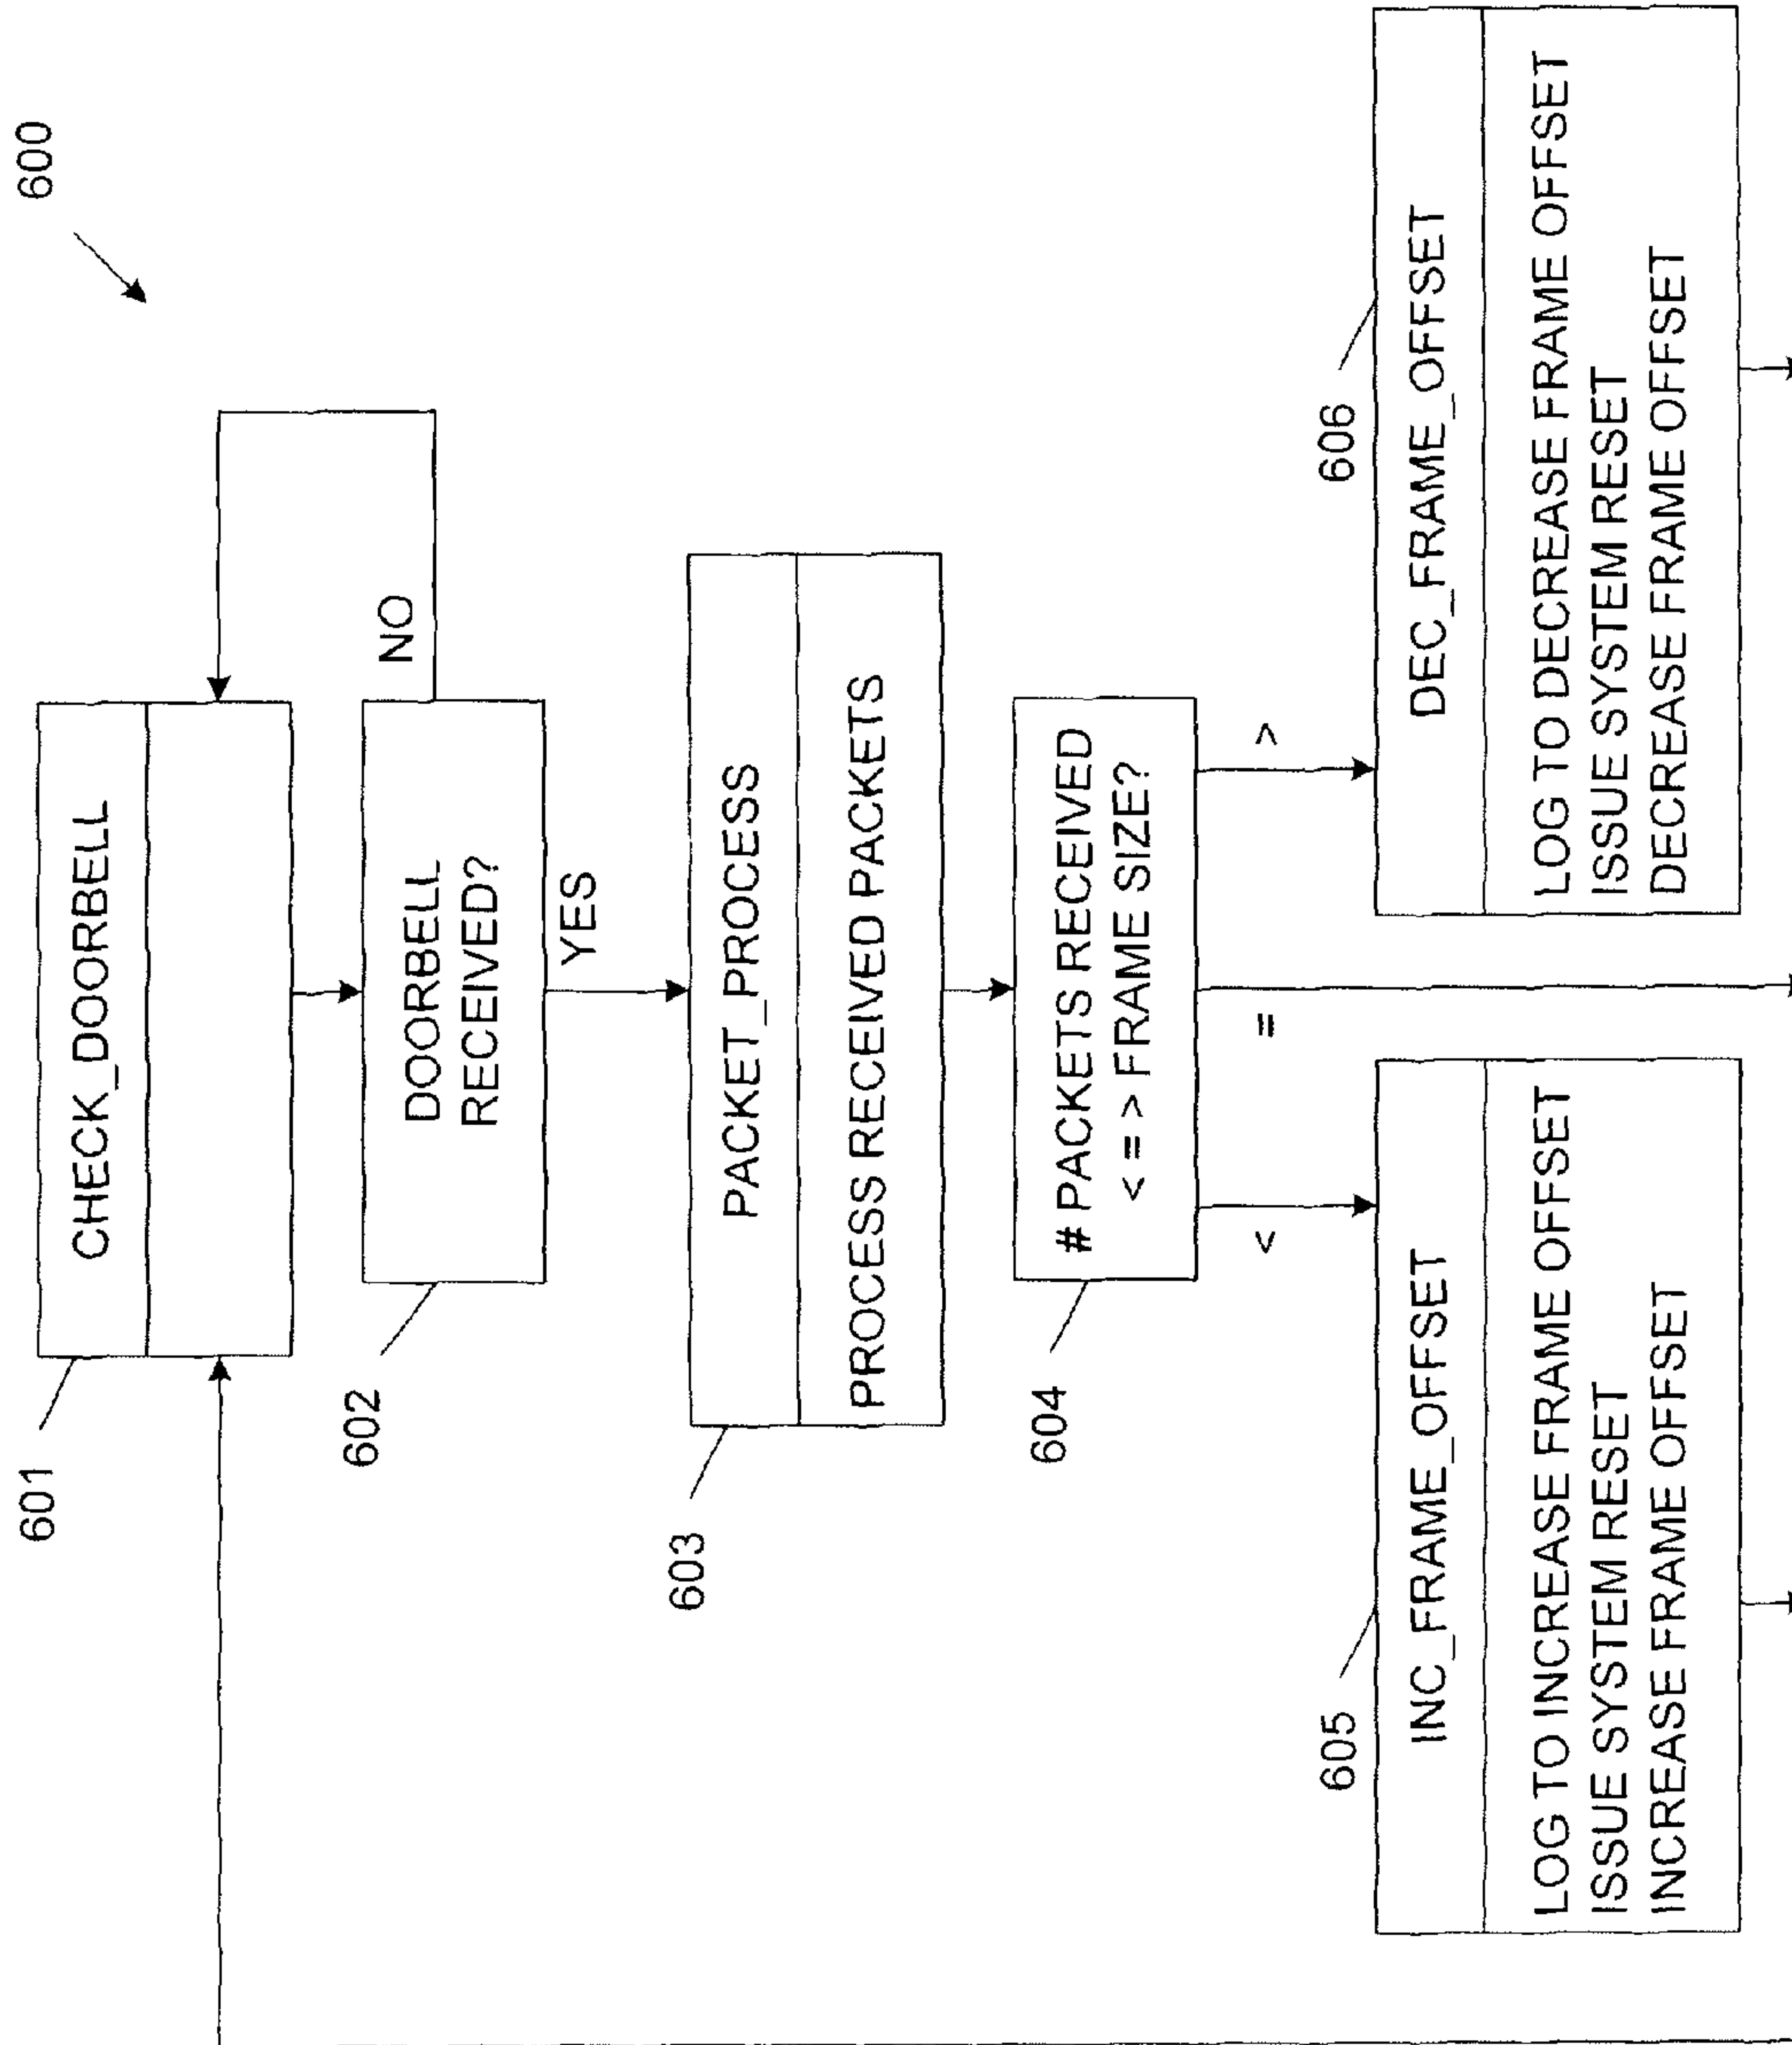 600
601
CHECK_DOORBELL
602
DOORBELL
RECEIVED?
NO
YES
603
PACKET_PROCESS
PROCESS RECEIVED PACKETS
604
# PACKETS RECEIVED
< = > FRAME SIZE?
<
=
>
605
INC_FRAME_OFFSET
LOG TO INCREASE FRAME OFFSET
ISSUE SYSTEM RESET
INCREASE FRAME OFFSET
606
DEC_FRAME_OFFSET
LOG TO DECREASE FRAME OFFSET
ISSUE SYSTEM RESET
DECREASE FRAME OFFSET